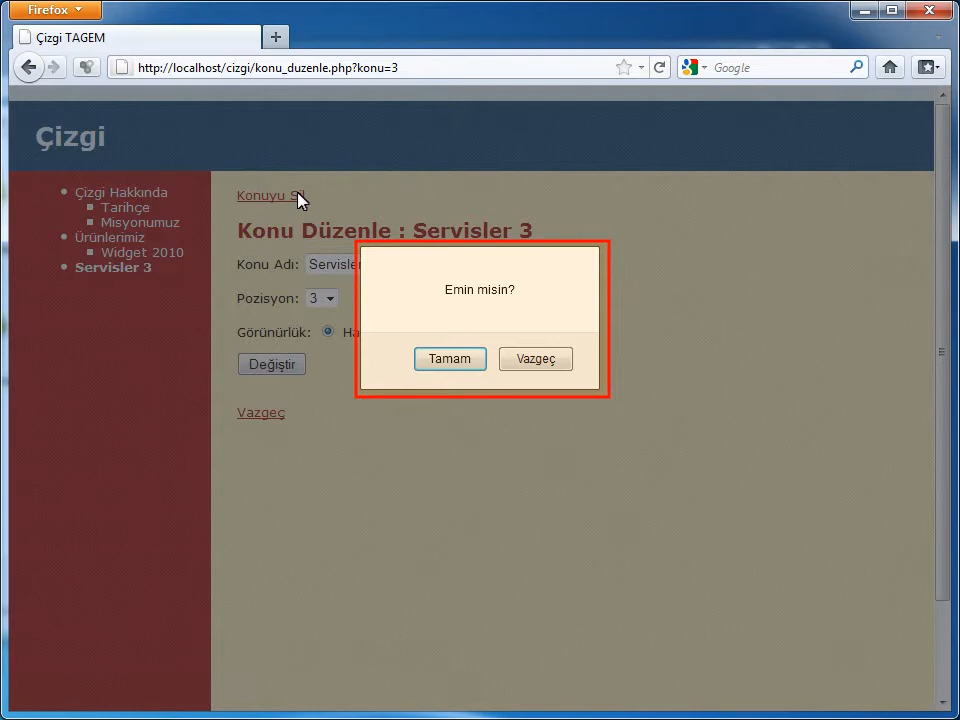 Firefox
Çizgi TAGEM
http://localhost/cizgi/konu_duzenle.php?konu=3
Google
Çizgi
Çizgi Hakkında
Tarihçe
Misyonumuz
Ürünlerimiz
Widget 2010
Servisler 3
Konuyu
Konu Düzenle : Servisler 3
Konu Adı:
Pozisyon: 3
Görünürlük:
Değiştir
Vazgeç
Emin misin?
Tamam
Vazgeç